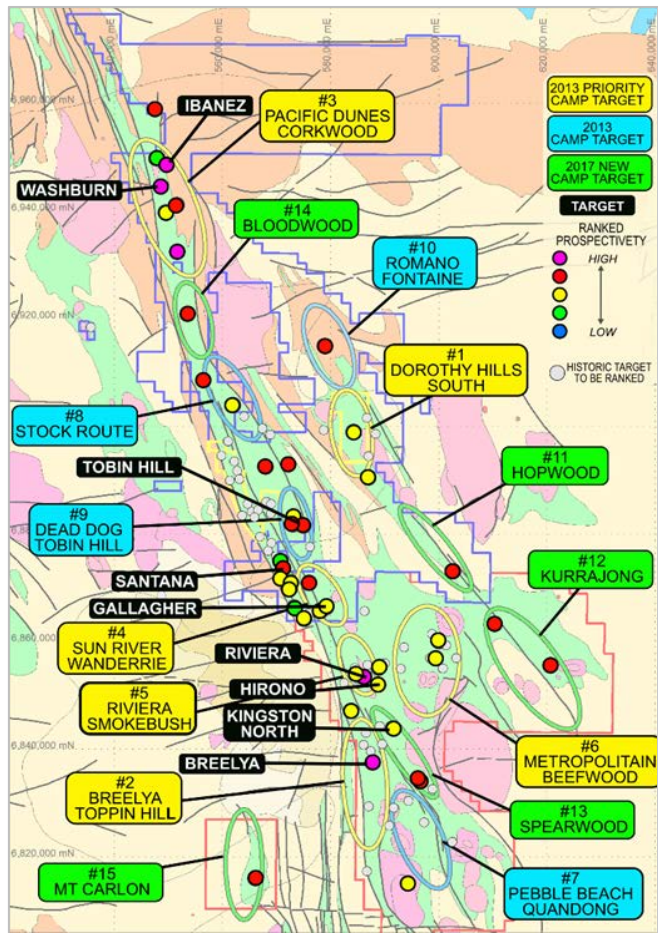 560,000 mE
580,000 mE
600,000 mE
620,000 mE
640,000
6,960,000 mN
6,940,000 mN
6,920,000 mN
6,860,000 mN
6,840,000 mN
6,820,000 mN
2013 PRIORITY
CAMP TARGET
2013
CAMP TARGET
2017 NEW
CAMP TARGET
TARGET
RANKED
PROSPECTIVITY
HIGH
LOW
HISTORIC TARGET
TO BE RANKED
IBANEZ
#3
PACIFIC DUNES
CORKWOOD
WASHBURN
#14
BLOODWOOD
#10
ROMANO
FONTAINE
#1
DOROTHY HILLS
SOUTH
#8
STOCK ROUTE
TOBIN HILL
#11
HOPWOOD
#9
DEAD DOG
TOBIN HILL
#12
KURRAJONG
SANTANA
GALLAGHER
#4
SUN RIVER
WANDERRIE
RIVIERA
#5
RIVIERA
SMOKEBUSH
HIRONO
KINGSTON
NORTH
#6
METROPOLITAIN
BEEFWOOD
BREELYA
#2
BREELYA
TOPPIN HILL
#13
SPEARWOOD
#15
MT CARLON
#7
PEBBLE BEACH
QUANDONG